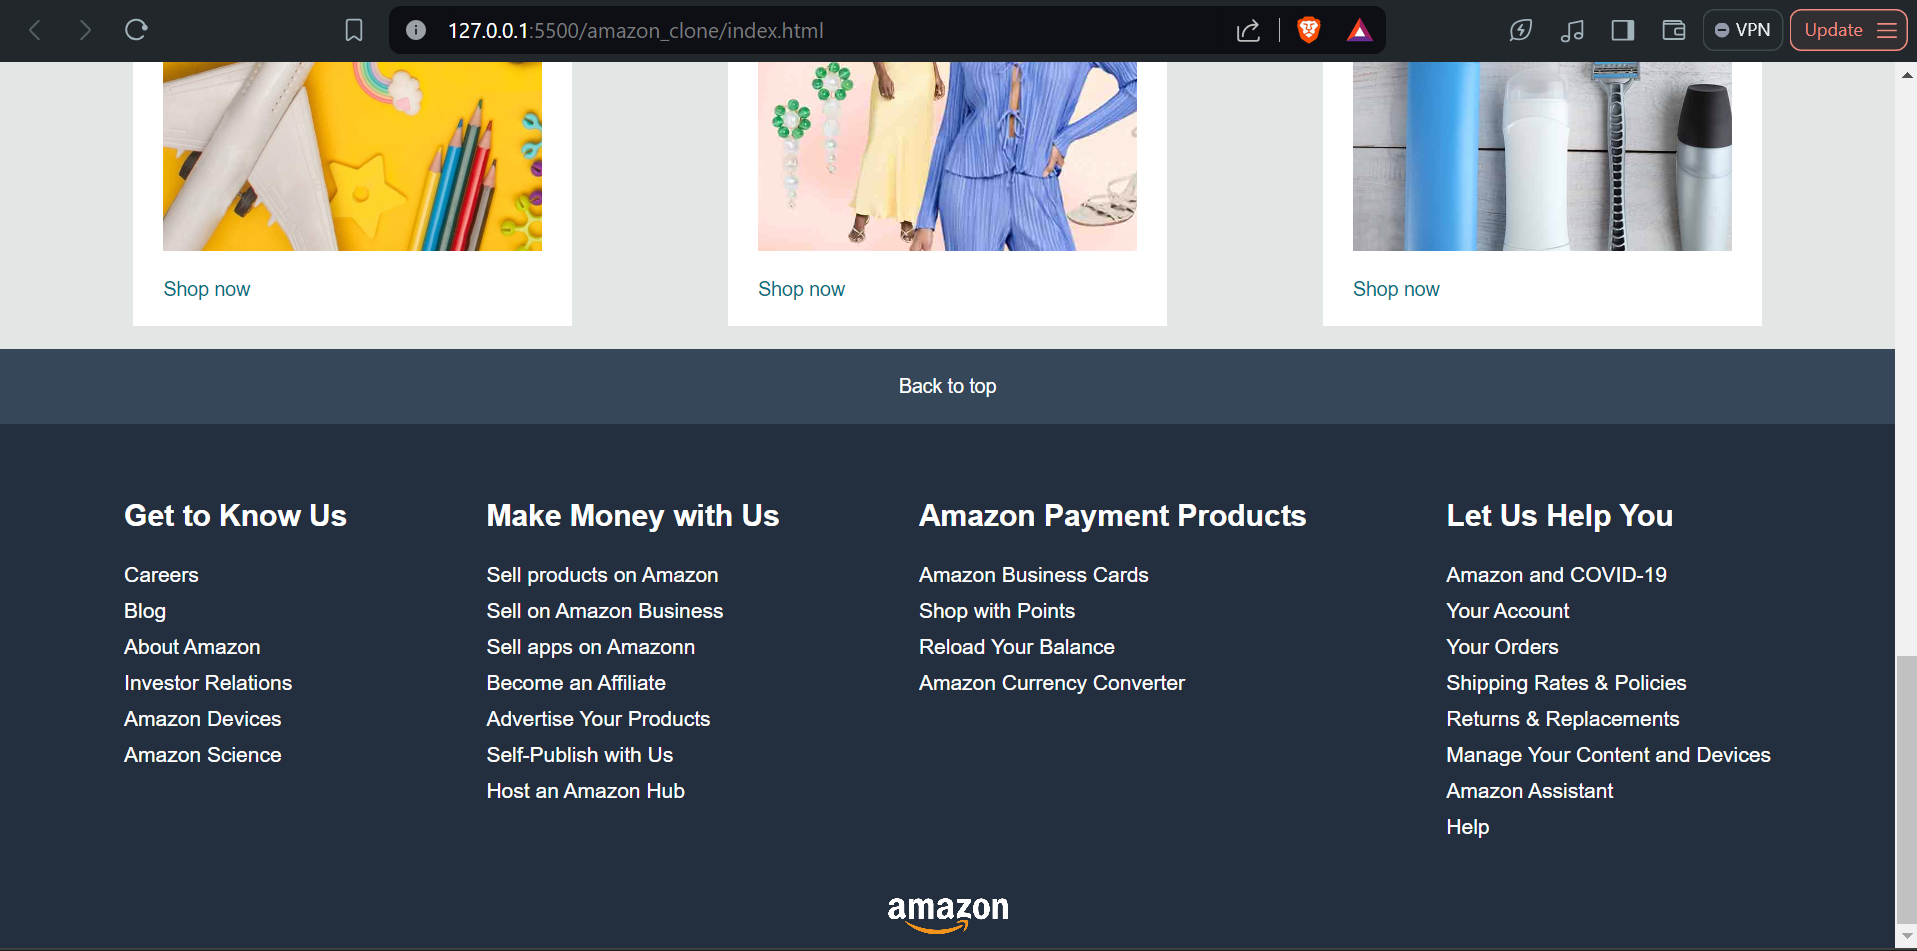 127.0.0.1:5500/amazon_clone/index.html
VPN
Update
Shop now
Shop now
Shop now
Back to top
Get to Know Us
Careers
Blog
About Amazon
Investor Relations
Amazon Devices
Amazon Science
Make Money with Us
Sell products on Amazon
Sell on Amazon Business
Sell apps on Amazonn
Become an Affiliate
Advertise Your Products
Self-Publish with Us
Host an Amazon Hub
Amazon Payment Products
Amazon Business Cards
Shop with Points
Reload Your Balance
Amazon Currency Converter
Let Us Help You
Amazon and COVID-19
Your Account
Your Orders
Shipping Rates & Policies
Returns & Replacements
Manage Your Content and Devices
Amazon Assistant
Help
amazon